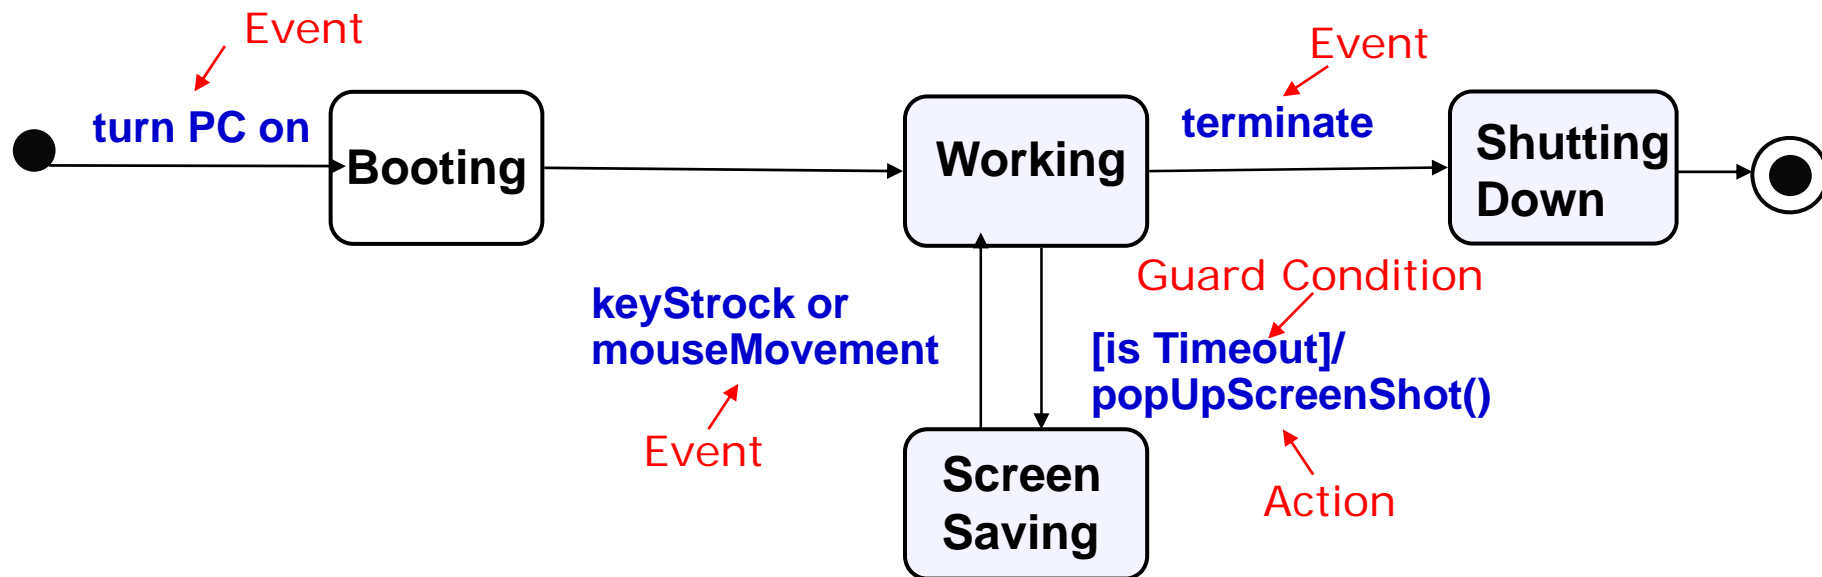 Event
Event
turn PC on
terminate
Booting
Working
Shutting
Down
Guard Condition
keyStrock or
mouseMovement
[is Timeout]/
popUpScreenShot()
Event
Action
Screen
Saving